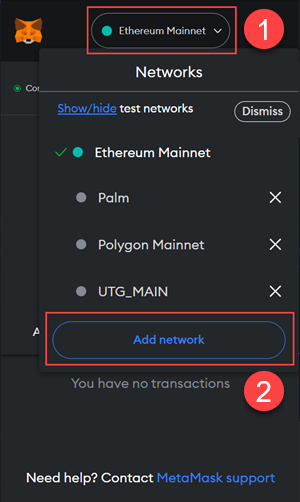 Ethereum Mainnet
1
Networks
Co
Show/hide test networks
Dismiss
Ethereum Mainnet
Palm
Polygon Mainnet
UTG_MAIN
A
Add network
2
You have no transactions
Need help? Contact MetaMask support